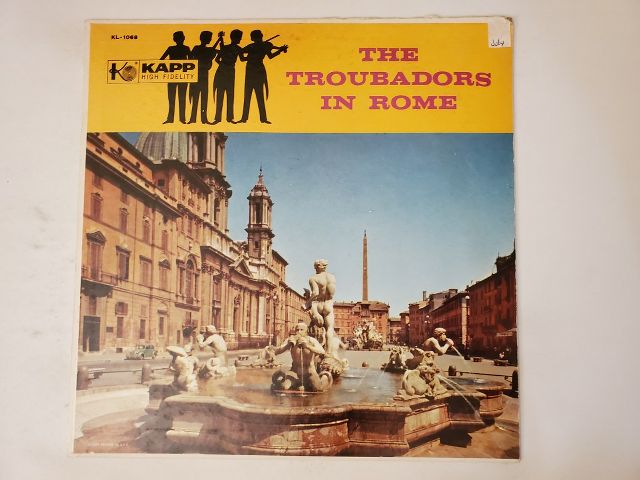 KL-1068
KAPP
HIGH FIDELITY
THE
TROUBADORS
IN ROME